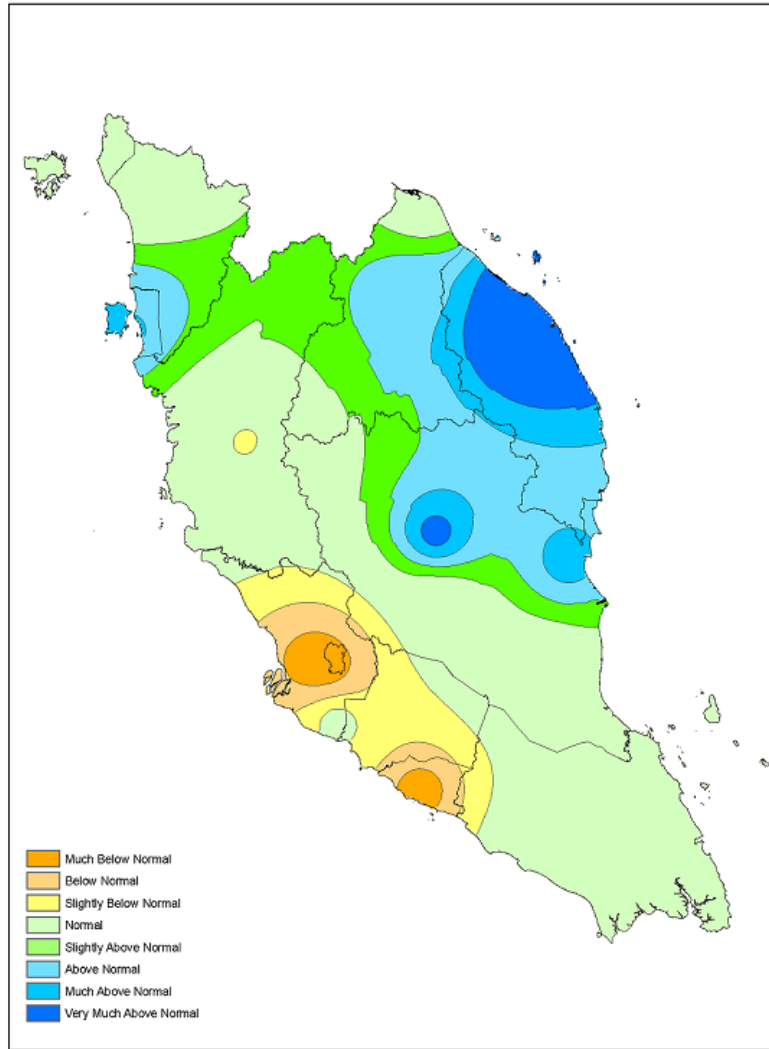 Much Below Normal
Below Normal
Slightly Below Normal
Normal
Slightly Above Normal
Above Normal
Much Above Normal
Very Much Above Normal